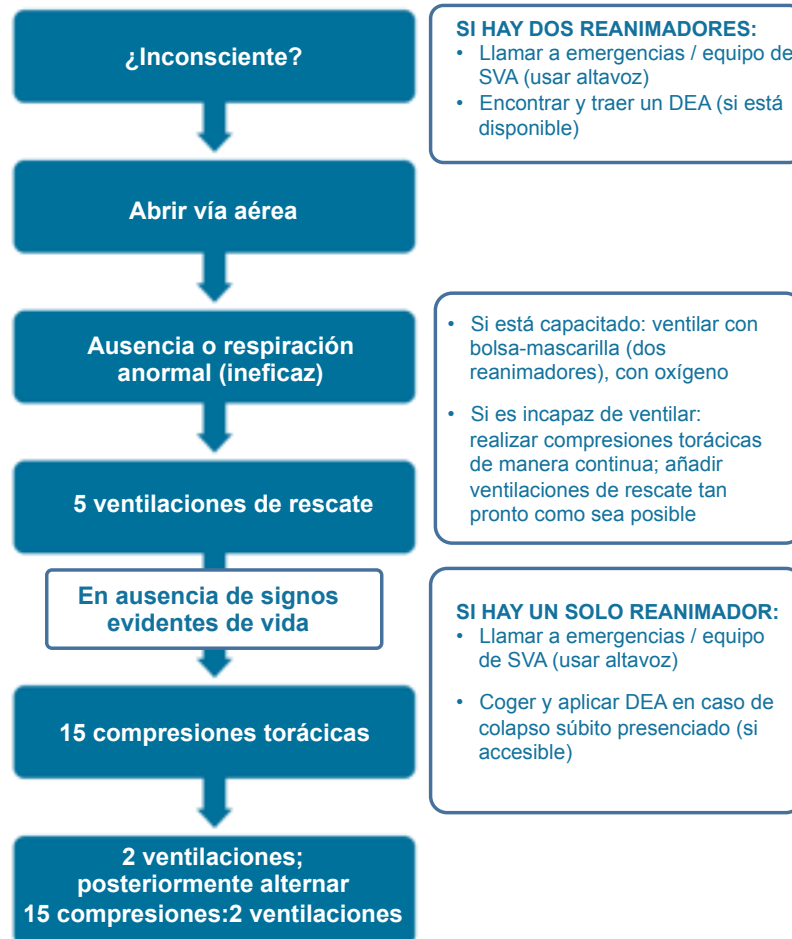 ¿Inconsciente?
SI HAY DOS REANIMADORES:
• Llamar a emergencias / equipo de
SVA (usar altavoz)
• Encontrar y traer un DEA (si está
disponible)
Abrir vía aérea
Ausencia o respiración
anormal (ineficaz)
• Si está capacitado: ventilar con
bolsa-mascarilla (dos
reanimadores), con oxígeno
• Si es incapaz de ventilar:
realizar compresiones torácicas
de manera continua; añadir
ventilaciones de rescate tan
pronto como sea posible
5 ventilaciones de rescate
En ausencia de signos
evidentes de vida
SI HAY UN SOLO REANIMADOR:
• Llamar a emergencias / equipo
de SVA (usar altavoz)
• Coger y aplicar DEA en caso de
colapso súbito presenciado (si
accesible)
15 compresiones torácicas
2 ventilaciones;
posteriormente alternar
15 compresiones:2 ventilaciones